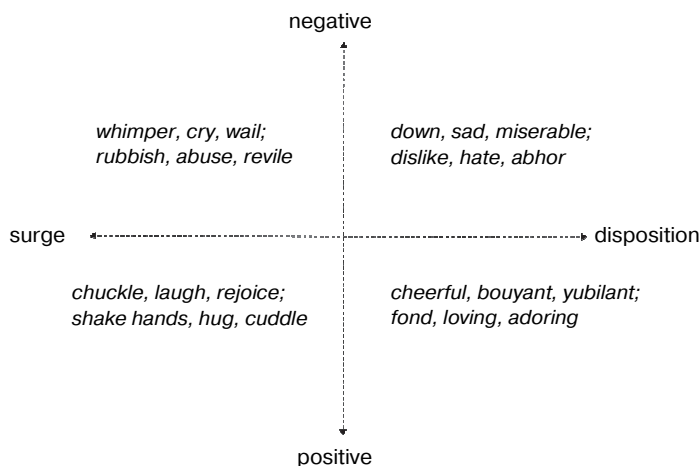 negative
whimper, cry, wail;
rubbish, abuse, revile
down, sad, miserable;
dislike, hate, abhor
surge
disposition
chuckle, laugh, rejoice;
shake hands, hug, cuddle
cheerful, bouyant, yubilant;
fond, loving, adoring
positive